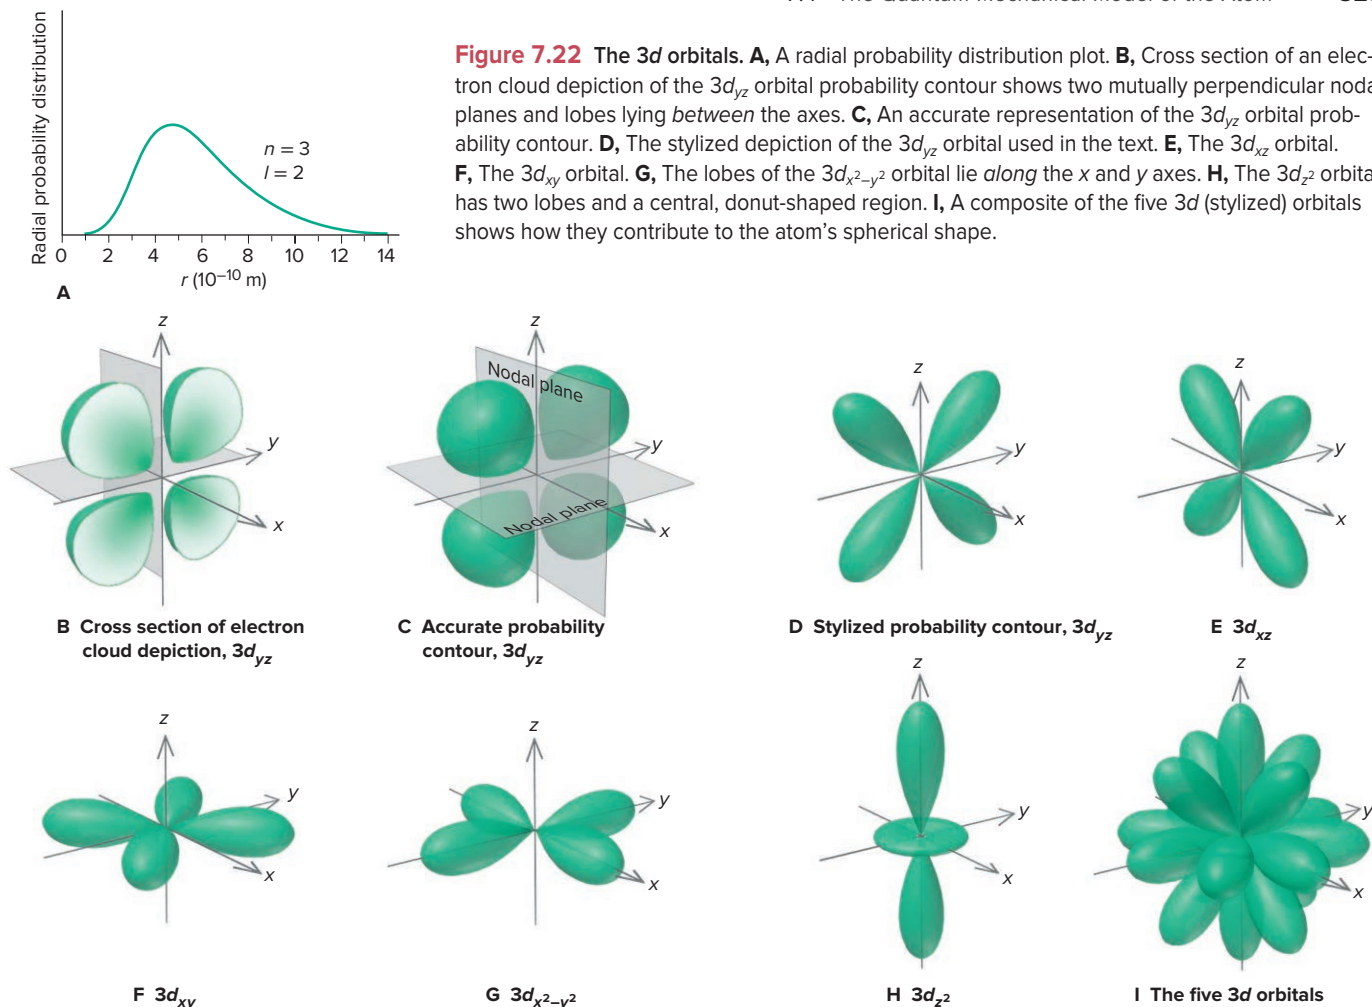 Figure 7.22 The 3d orbitals. A, A radial probability distribution plot. B, Cross section of an elec-
tron cloud depiction of the 3dyz orbital probability contour shows two mutually perpendicular noda
planes and lobes lying between the axes. C, An accurate representation of the 3dyz orbital prob-
ability contour. D, The stylized depiction of the 3dyz orbital used in the text. E, The 3dxz orbital.
F, The 3dxy orbital. G, The lobes of the 3dx²–y² orbital lie along the x and y axes. H, The 3dz² orbita
has two lobes and a central, donut-shaped region. I, A composite of the five 3d (stylized) orbitals
shows how they contribute to the atom’s spherical shape.
Radial probability distribution
n = 3
l = 2
0 2 4 6 8 10 12 14
r (10⁻¹⁰ m)
A
z
y
x
B Cross section of electron
cloud depiction, 3dyz
z
Nodal plane
y
Nodal plane
x
C Accurate probability
contour, 3dyz
z
y
x
D Stylized probability contour, 3dyz
z
y
x
E 3dxz
z
y
x
F 3dxy
z
y
x
G 3dx²–y²
z
y
x
H 3dz²
z
y
x
I The five 3d orbitals